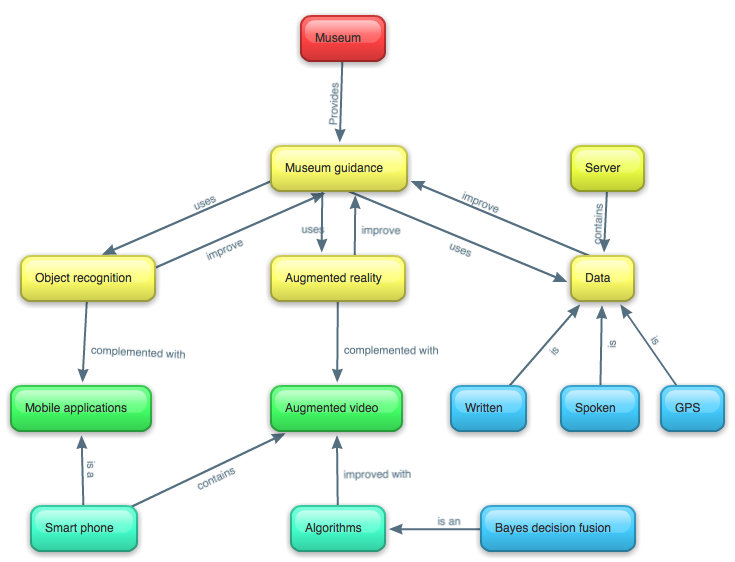 Museum
Provides
Museum guidance
Server
uses
improve
uses
improve
uses
improve
contains
Object recognition
Augmented reality
Data
complemented with
complemented with
is
is
is
Mobile applications
Augmented video
Written
Spoken
GPS
is a
contains
improved with
Smart phone
Algorithms
is an
Bayes decision fusion